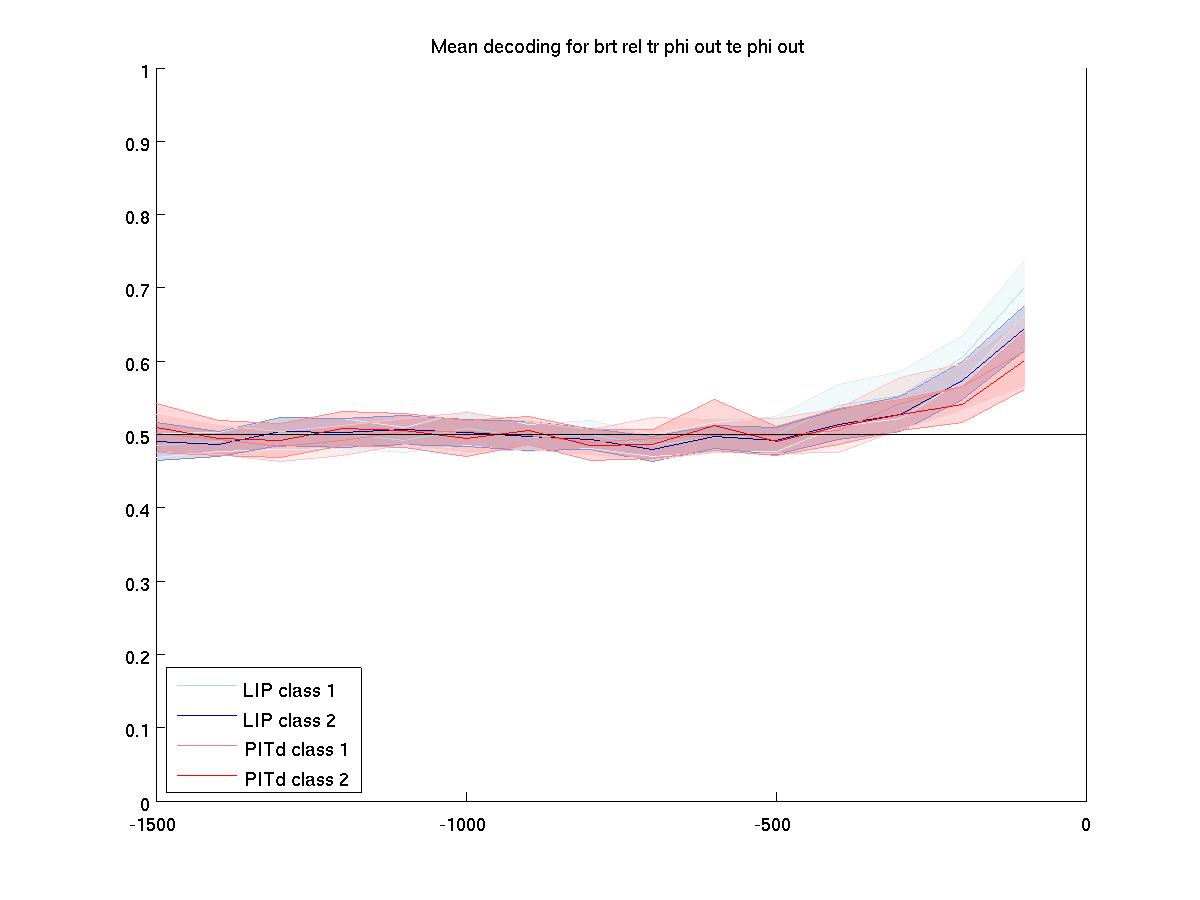 Mean decoding for brt rel tr phi out te phi out
1
0.9
0.8
0.7
0.6
0.5
0.4
0.3
0.2
0.1
0
LIP class 1
LIP class 2
PITd class 1
PITd class 2
-1500 -1000 -500 0